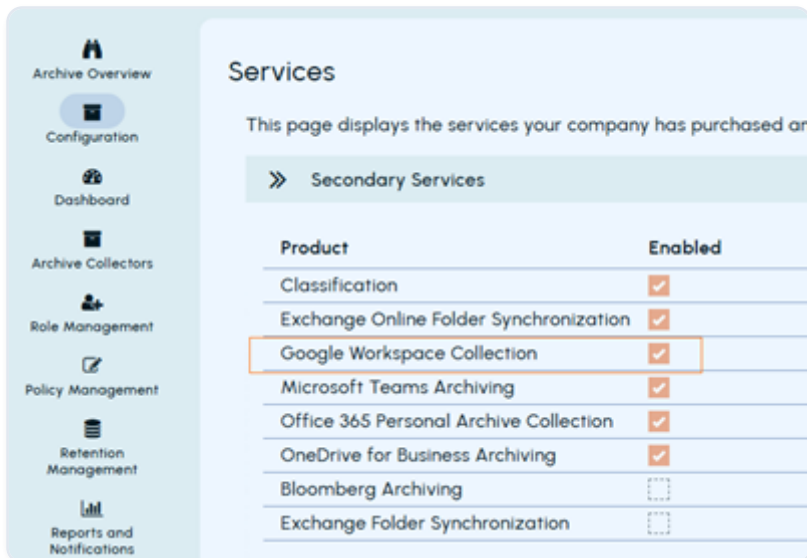 Archive Overview
Configuration
Dashboard
Archive Collectors
Role Management
Policy Management
Retention
Management
Reports and
Notifications
Services
This page displays the services your company has purchased
Secondary Services
Product Enabled
Classification
Exchange Online Folder Synchronization
Google Workspace Collection
Microsoft Teams Archiving
Office 365 Personal Archive Collection
OneDrive for Business Archiving
Bloomberg Archiving
Exchange Folder Synchronization